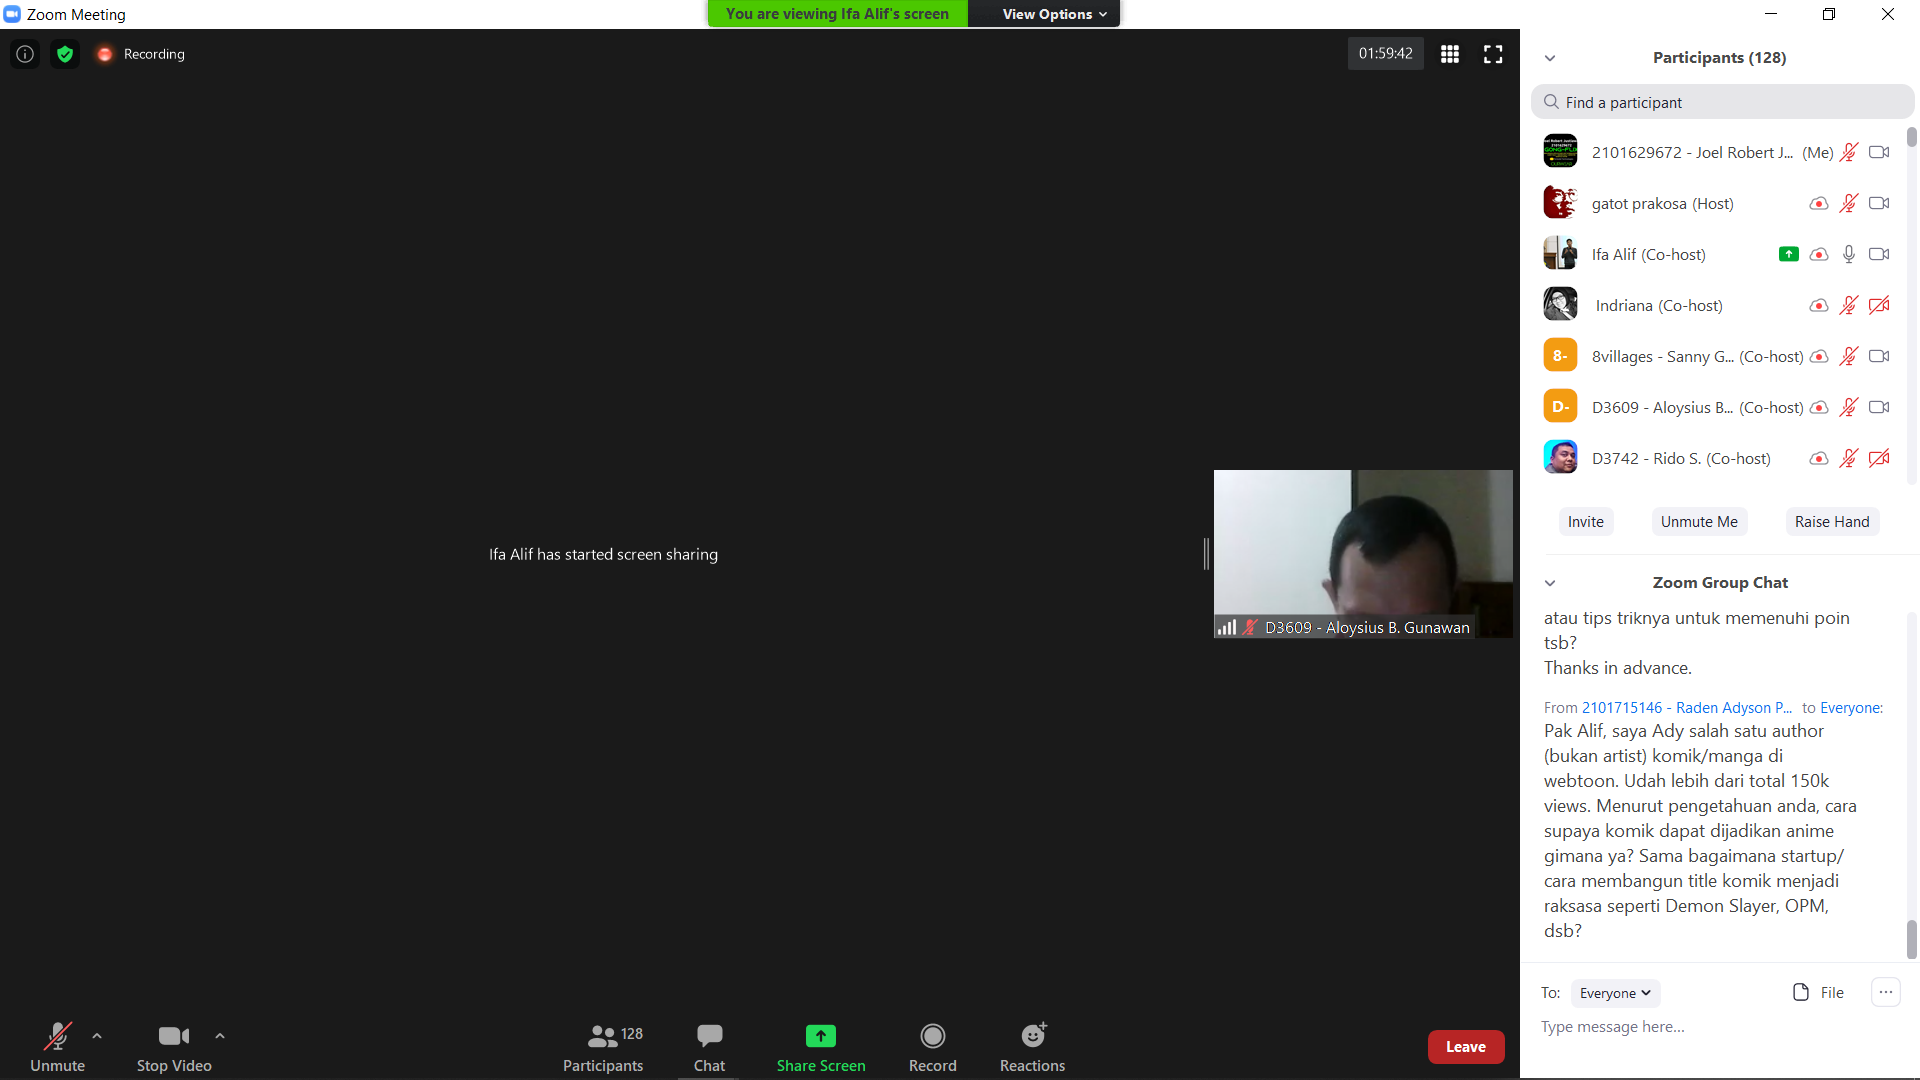 Zoom Meeting
You are viewing Ifa Alif's screen
View Options
Recording
01:59:42
Ifa Alif has started screen sharing
D3609 - Aloysius B. Gunawan
Participants (128)
Find a participant
2101629672 - Joel Robert J... (Me)
gatot prakosa (Host)
Ifa Alif (Co-host)
Indriana (Co-host)
8-
8villages - Sanny G... (Co-host)
D-
D3609 - Aloysius B... (Co-host)
D3742 - Rido S. (Co-host)
Invite
Unmute Me
Raise Hand
Zoom Group Chat
atau tips triknya untuk memenuhi poin
tsb?
Thanks in advance.
From 2101715146 - Raden Adyson P... to Everyone:
Pak Alif, saya Ady salah satu author
(bukan artist) komik/manga di
webtoon. Udah lebih dari total 150k
views. Menurut pengetahuan anda, cara
supaya komik dapat dijadikan anime
gimana ya? Sama bagaimana startup/
cara membangun title komik menjadi
raksasa seperti Demon Slayer, OPM,
dsb?
To: Everyone
File
Type message here...
Unmute
Stop Video
128
Participants
Chat
Share Screen
Record
Reactions
Leave